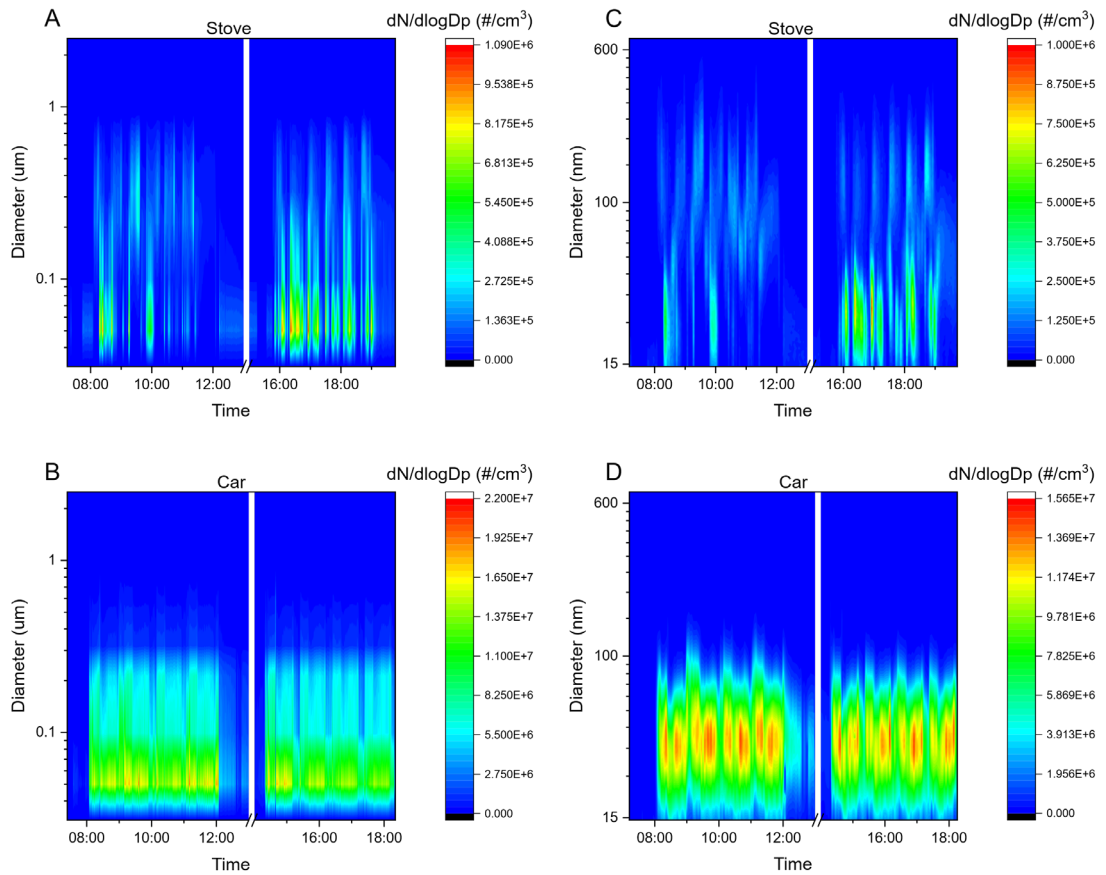 A
Stove
dN/dlogDp (#/cm³)
1.090E+6
9.538E+5
8.175E+5
6.813E+5
5.450E+5
4.088E+5
2.725E+5
1.363E+5
0.000
Diameter (um)
1
0.1
08:00 10:00 12:00 16:00 18:00
Time
C
Stove
dN/dlogDp (#/cm³)
1.000E+6
8.750E+5
7.500E+5
6.250E+5
5.000E+5
3.750E+5
2.500E+5
1.250E+5
0.000
Diameter (nm)
600
100
15
08:00 10:00 12:00 16:00 18:00
Time
B
Car
dN/dlogDp (#/cm³)
2.200E+7
1.925E+7
1.650E+7
1.375E+7
1.100E+7
8.250E+6
5.500E+6
2.750E+6
0.000
Diameter (um)
1
0.1
08:00 10:00 12:00 16:00 18:00
Time
D
Car
dN/dlogDp (#/cm³)
1.565E+7
1.369E+7
1.174E+7
9.781E+6
7.825E+6
5.869E+6
3.913E+6
1.956E+6
0.000
Diameter (nm)
600
100
15
08:00 10:00 12:00 16:00 18:00
Time